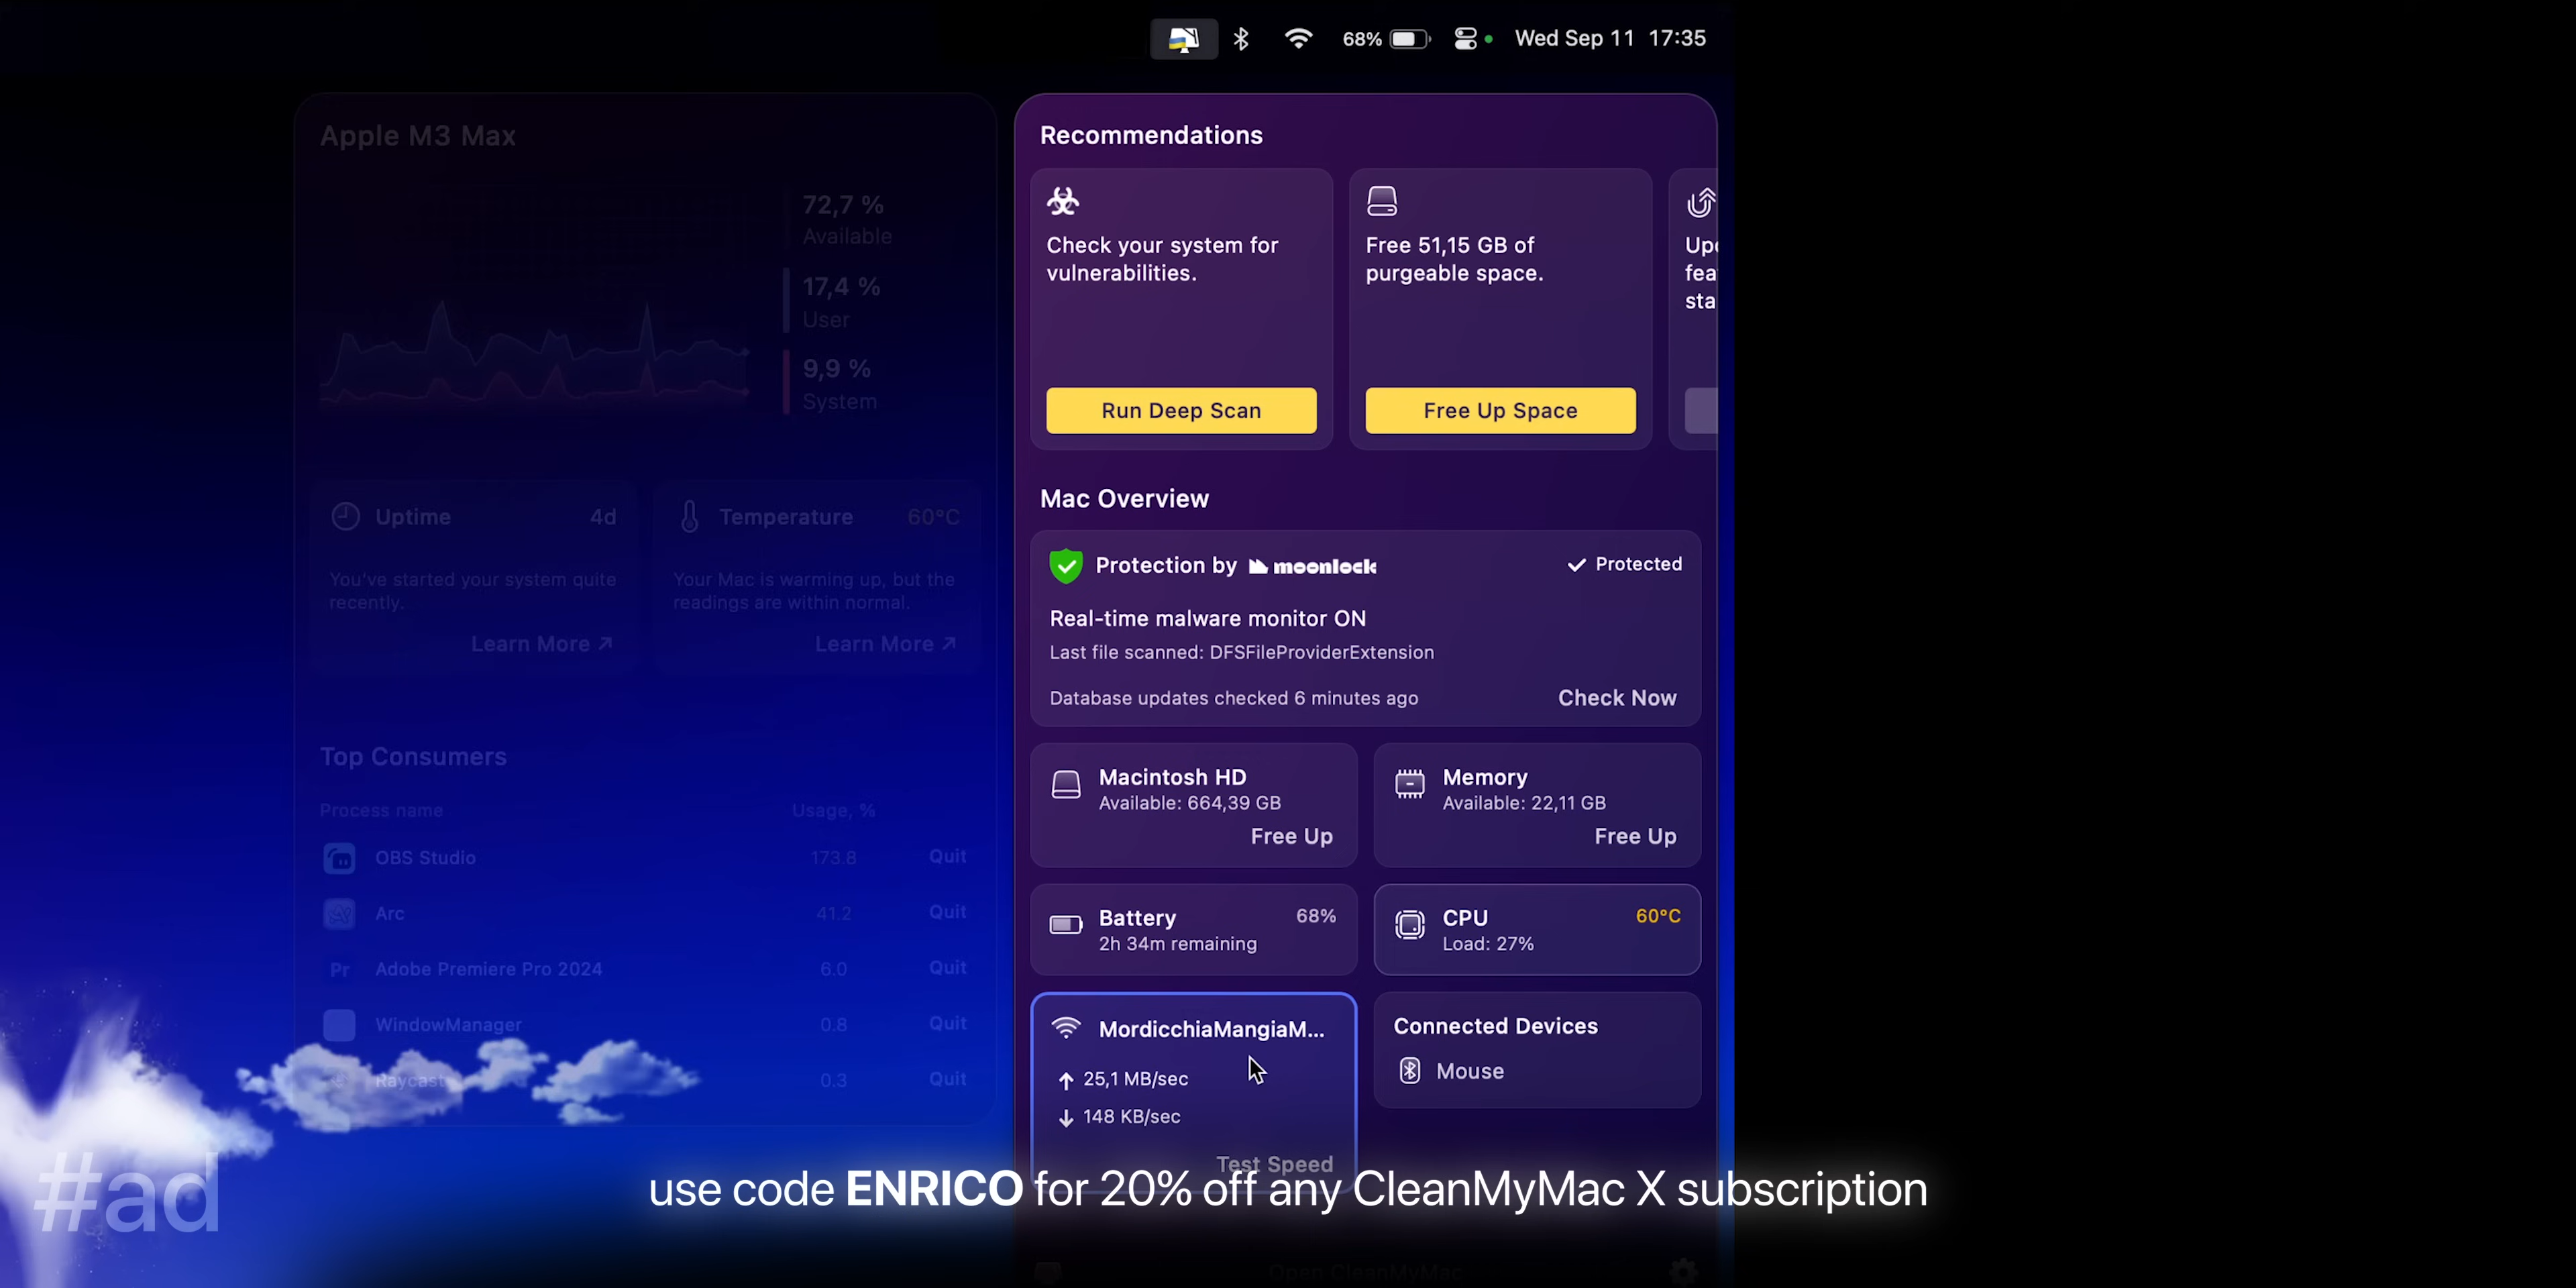 68%
Wed Sep 11 17:35
Apple M3 Max
72,7 %
Available
17,4 %
User
9,9 %
System
Uptime 4d
You've started your system quite
recently.
Learn More
Temperature 60°C
Your Mac is warming up, but the
readings are within normal.
Learn More
Top Consumers
Process name Usage, %
OBS Studio 173.8 Quit
Arc 41.2 Quit
Pr Adobe Premiere Pro 2024 6.0 Quit
WindowManager 0.8 Quit
Raycast 0.3 Quit
Recommendations
Check your system for
vulnerabilities.
Run Deep Scan
Free 51,15 GB of
purgeable space.
Free Up Space
Mac Overview
Protection by moonlock
Protected
Real-time malware monitor ON
Last file scanned: DFSFileProviderExtension
Database updates checked 6 minutes ago
Check Now
Macintosh HD
Available: 664,39 GB
Free Up
Memory
Available: 22,11 GB
Free Up
Battery 68%
2h 34m remaining
CPU 60°C
Load: 27%
MordicchiaMangiaM...
25,1 MB/sec
148 KB/sec
Test Speed
Connected Devices
Mouse
#ad
use code ENRICO for 20% off any CleanMyMac X subscription
Open CleanMyMac